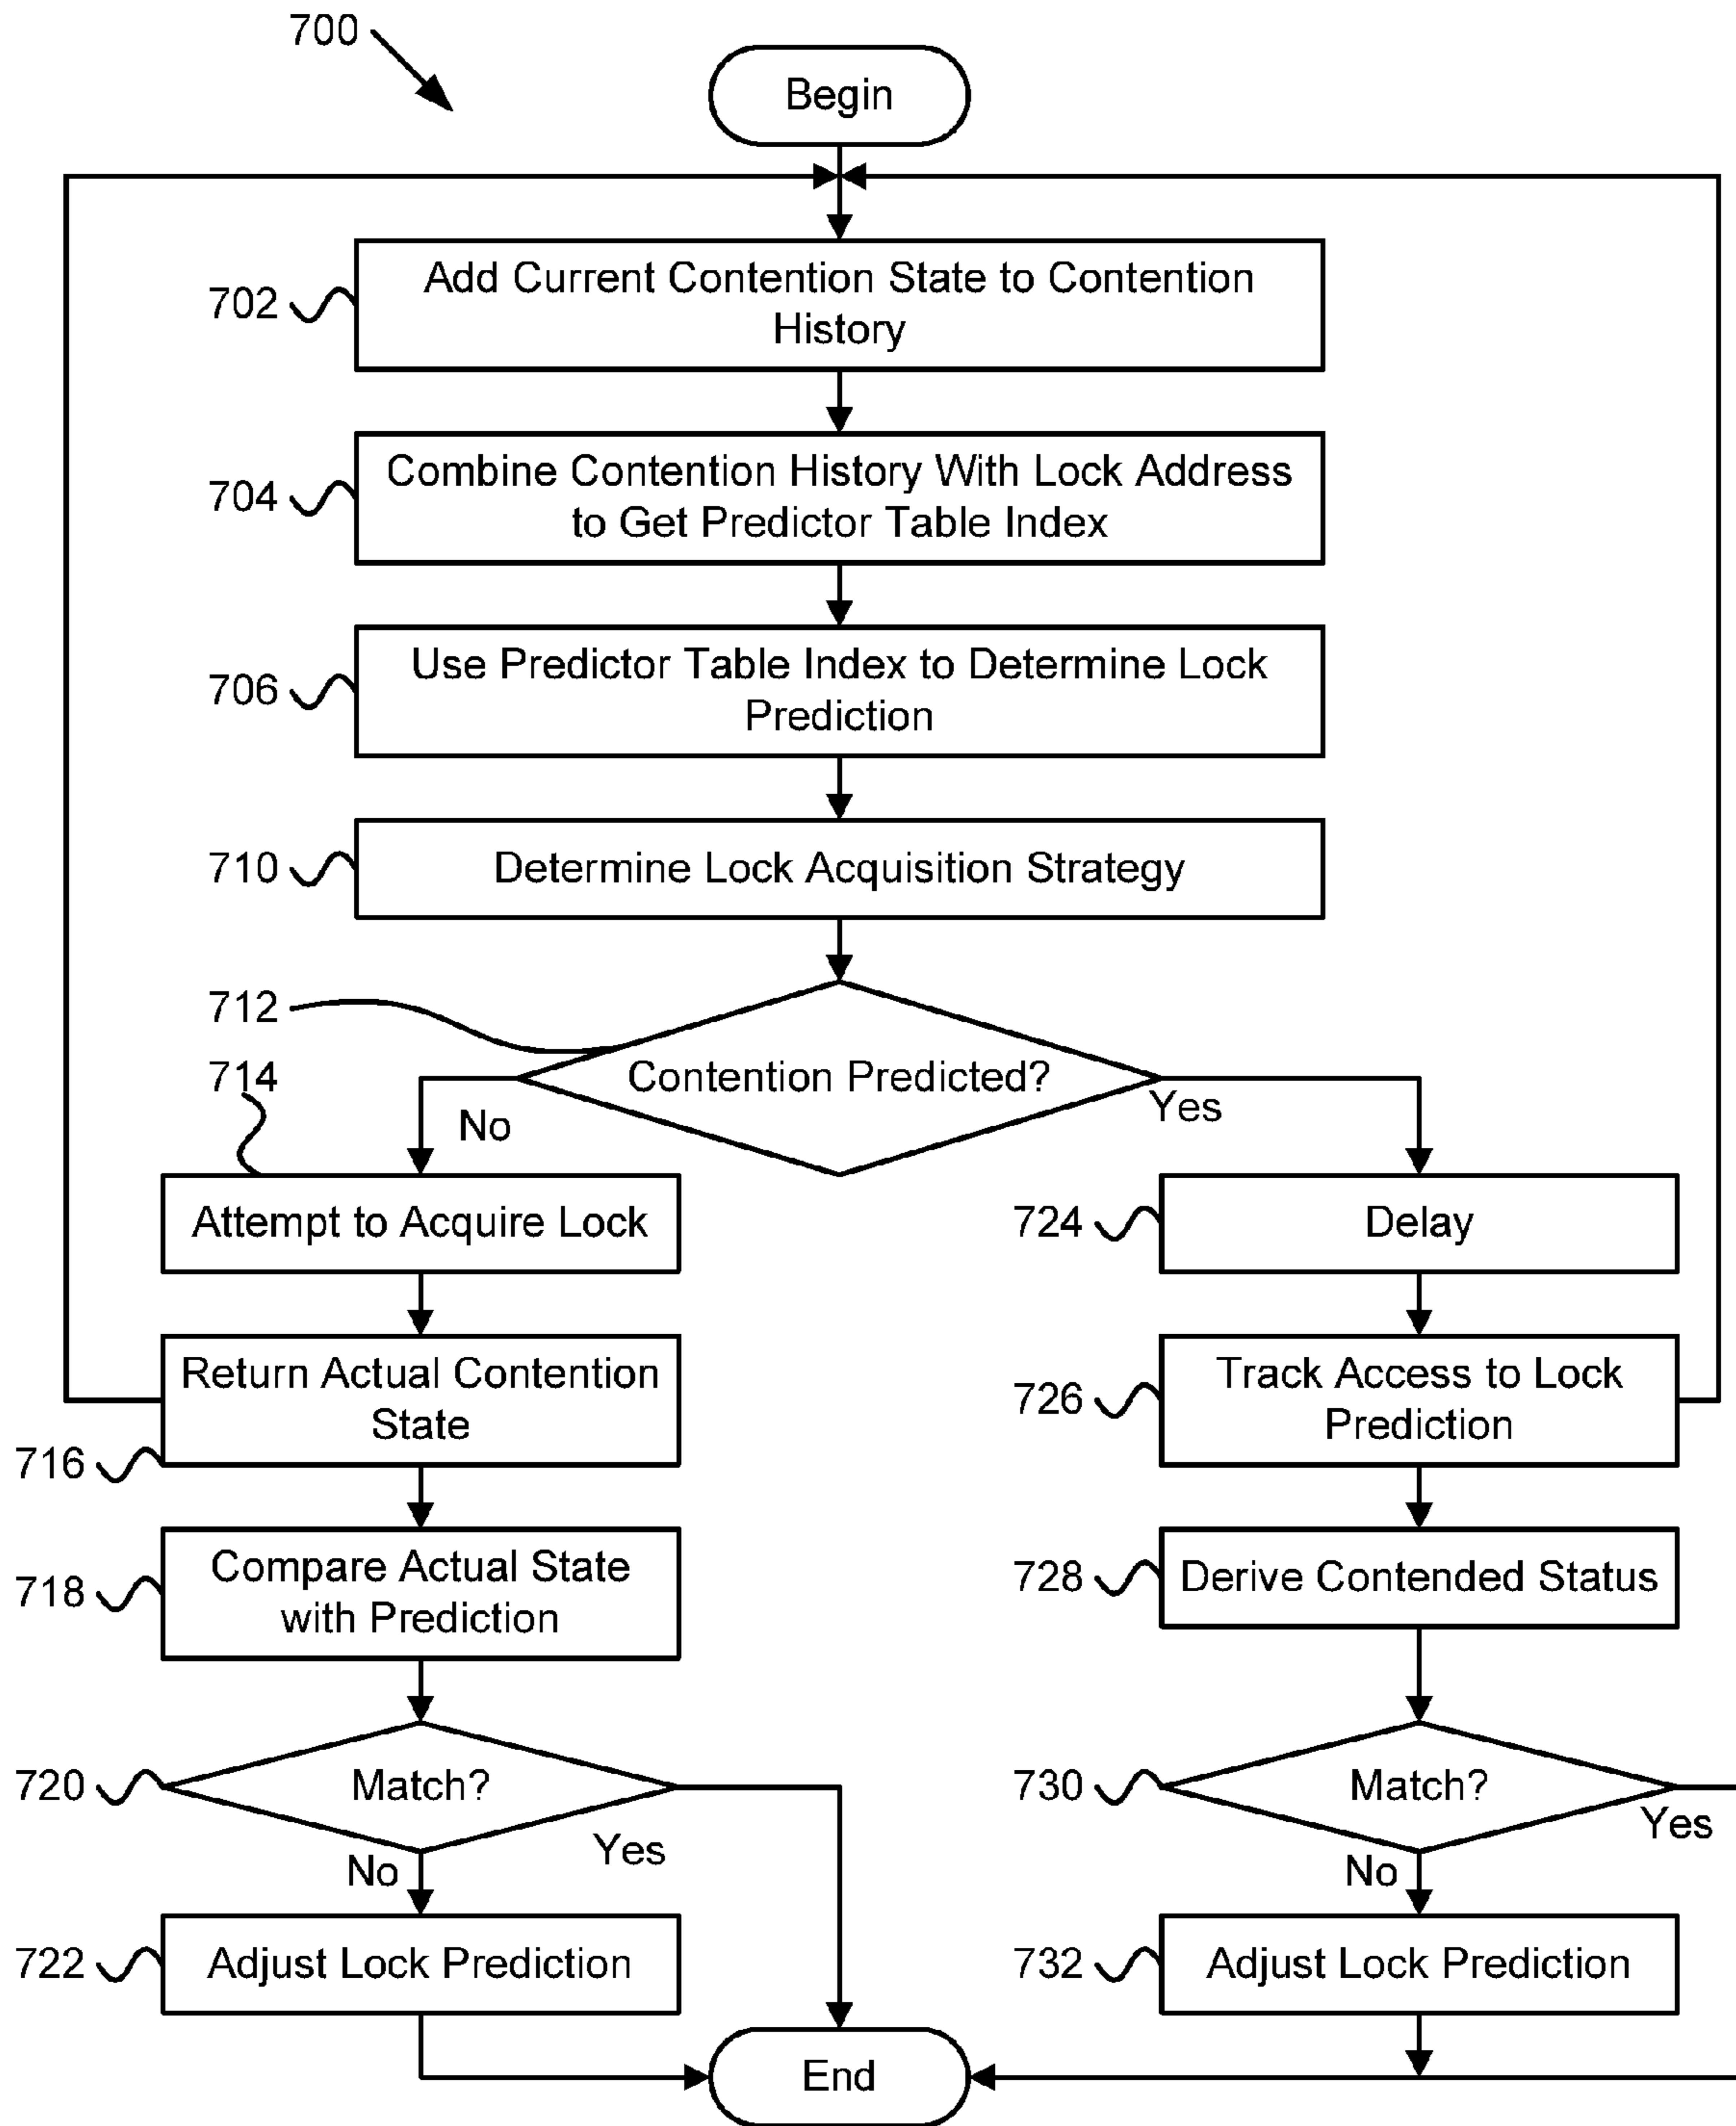 700
Begin
702
Add Current Contention State to Contention
History
704
Combine Contention History With Lock Address
to Get Predictor Table Index
706
Use Predictor Table Index to Determine Lock
Prediction
710
Determine Lock Acquisition Strategy
712
Contention Predicted?
No
Yes
714
Attempt to Acquire Lock
724
Delay
Return Actual Contention
State
716
726
Track Access to Lock
Prediction
718
Compare Actual State
with Prediction
728
Derive Contended Status
720
Match?
Yes
No
730
Match?
Yes
No
722
Adjust Lock Prediction
732
Adjust Lock Prediction
End